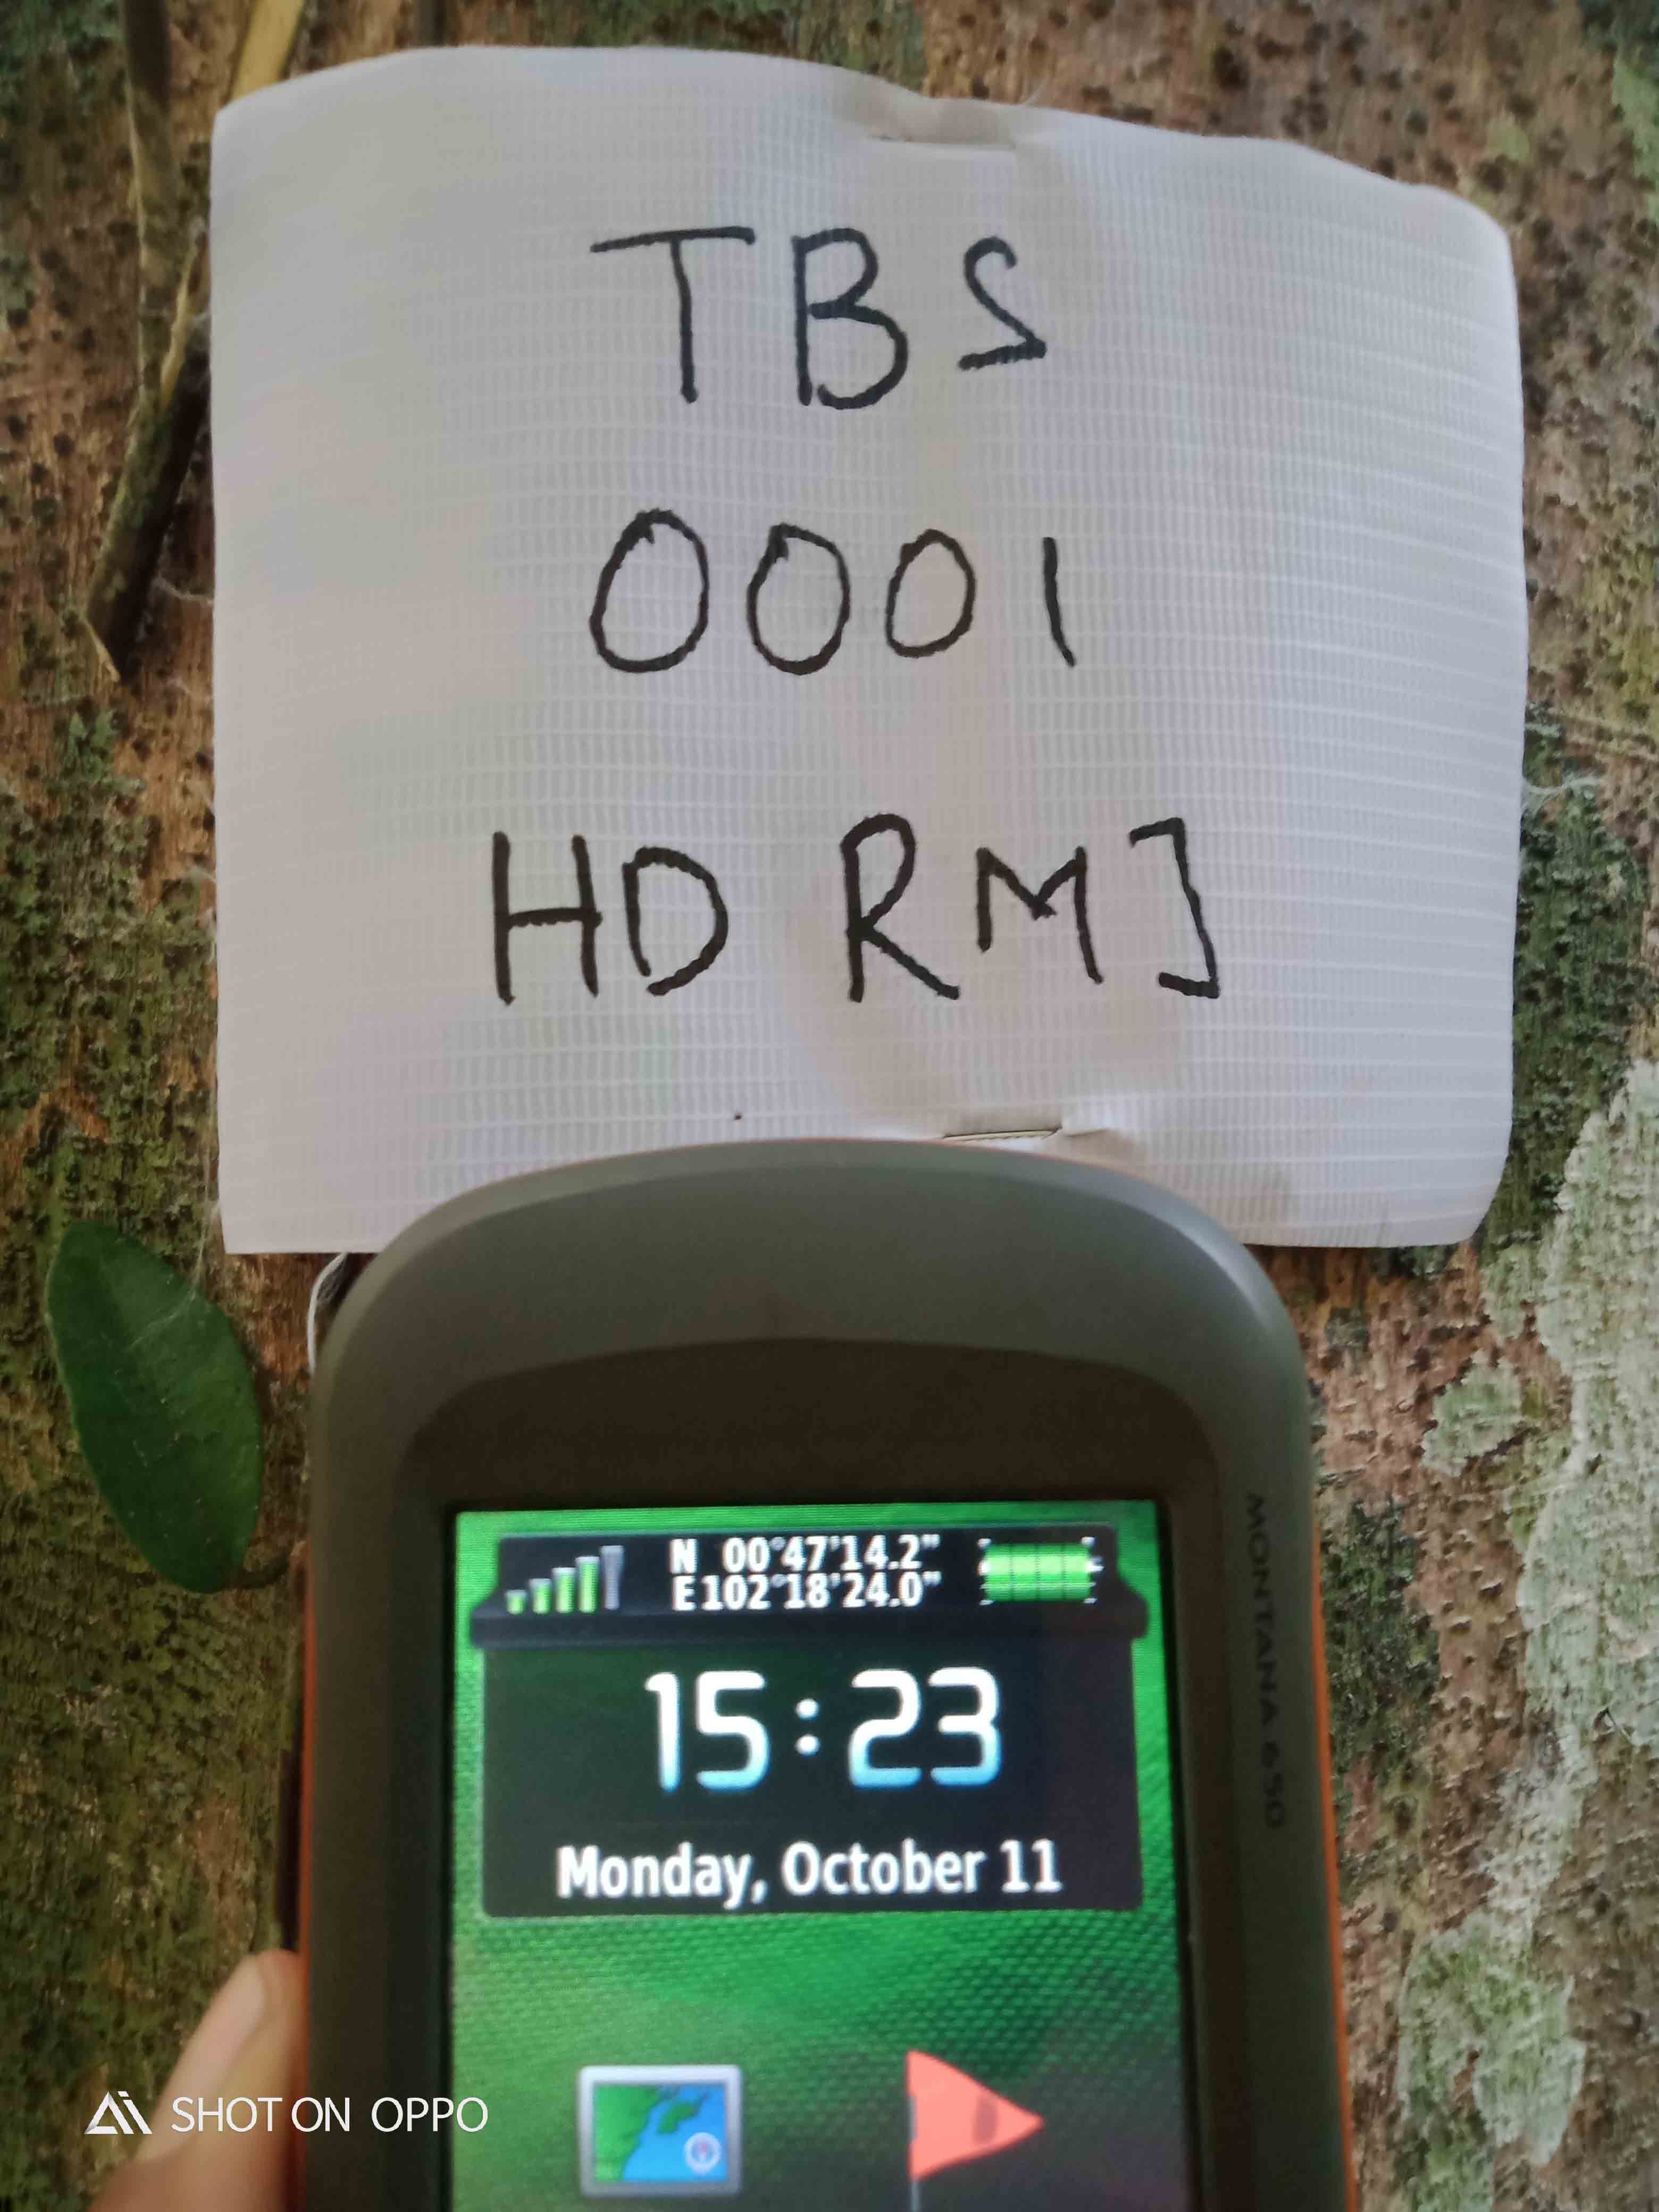 TBS
0001
HD RMJ
N 00°47'14.2"
E 102°18'24.0"
15:23
Monday, October 11
MONTANA 650
SHOT ON OPPO